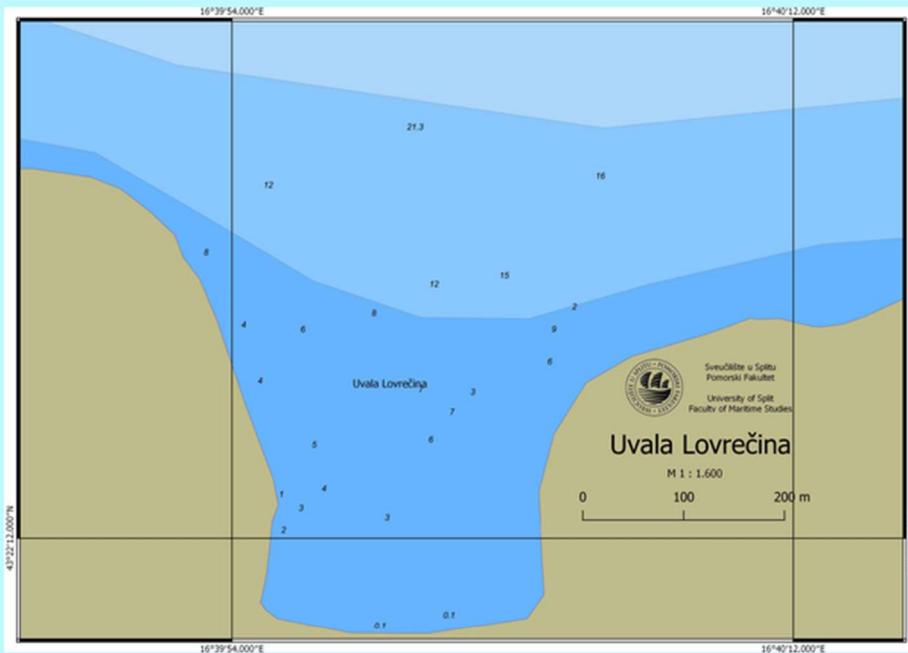 16°39'54.000"E
16°40'12.000"E
21.3
16
12
8
15
12
2
8
4
6
9
6
4
Uvala Lovrečina
7
3
7
6
5
4
1
3
3
2
0.1
0.1
Sveučilište u Splitu
Pomorski Fakultet
University of Split
Faculty of Maritime Studies
Uvala Lovrečina
M 1 : 1.600
0 100 200 m
43°22'12.000"N
16°39'54.000"E
16°40'12.000"E